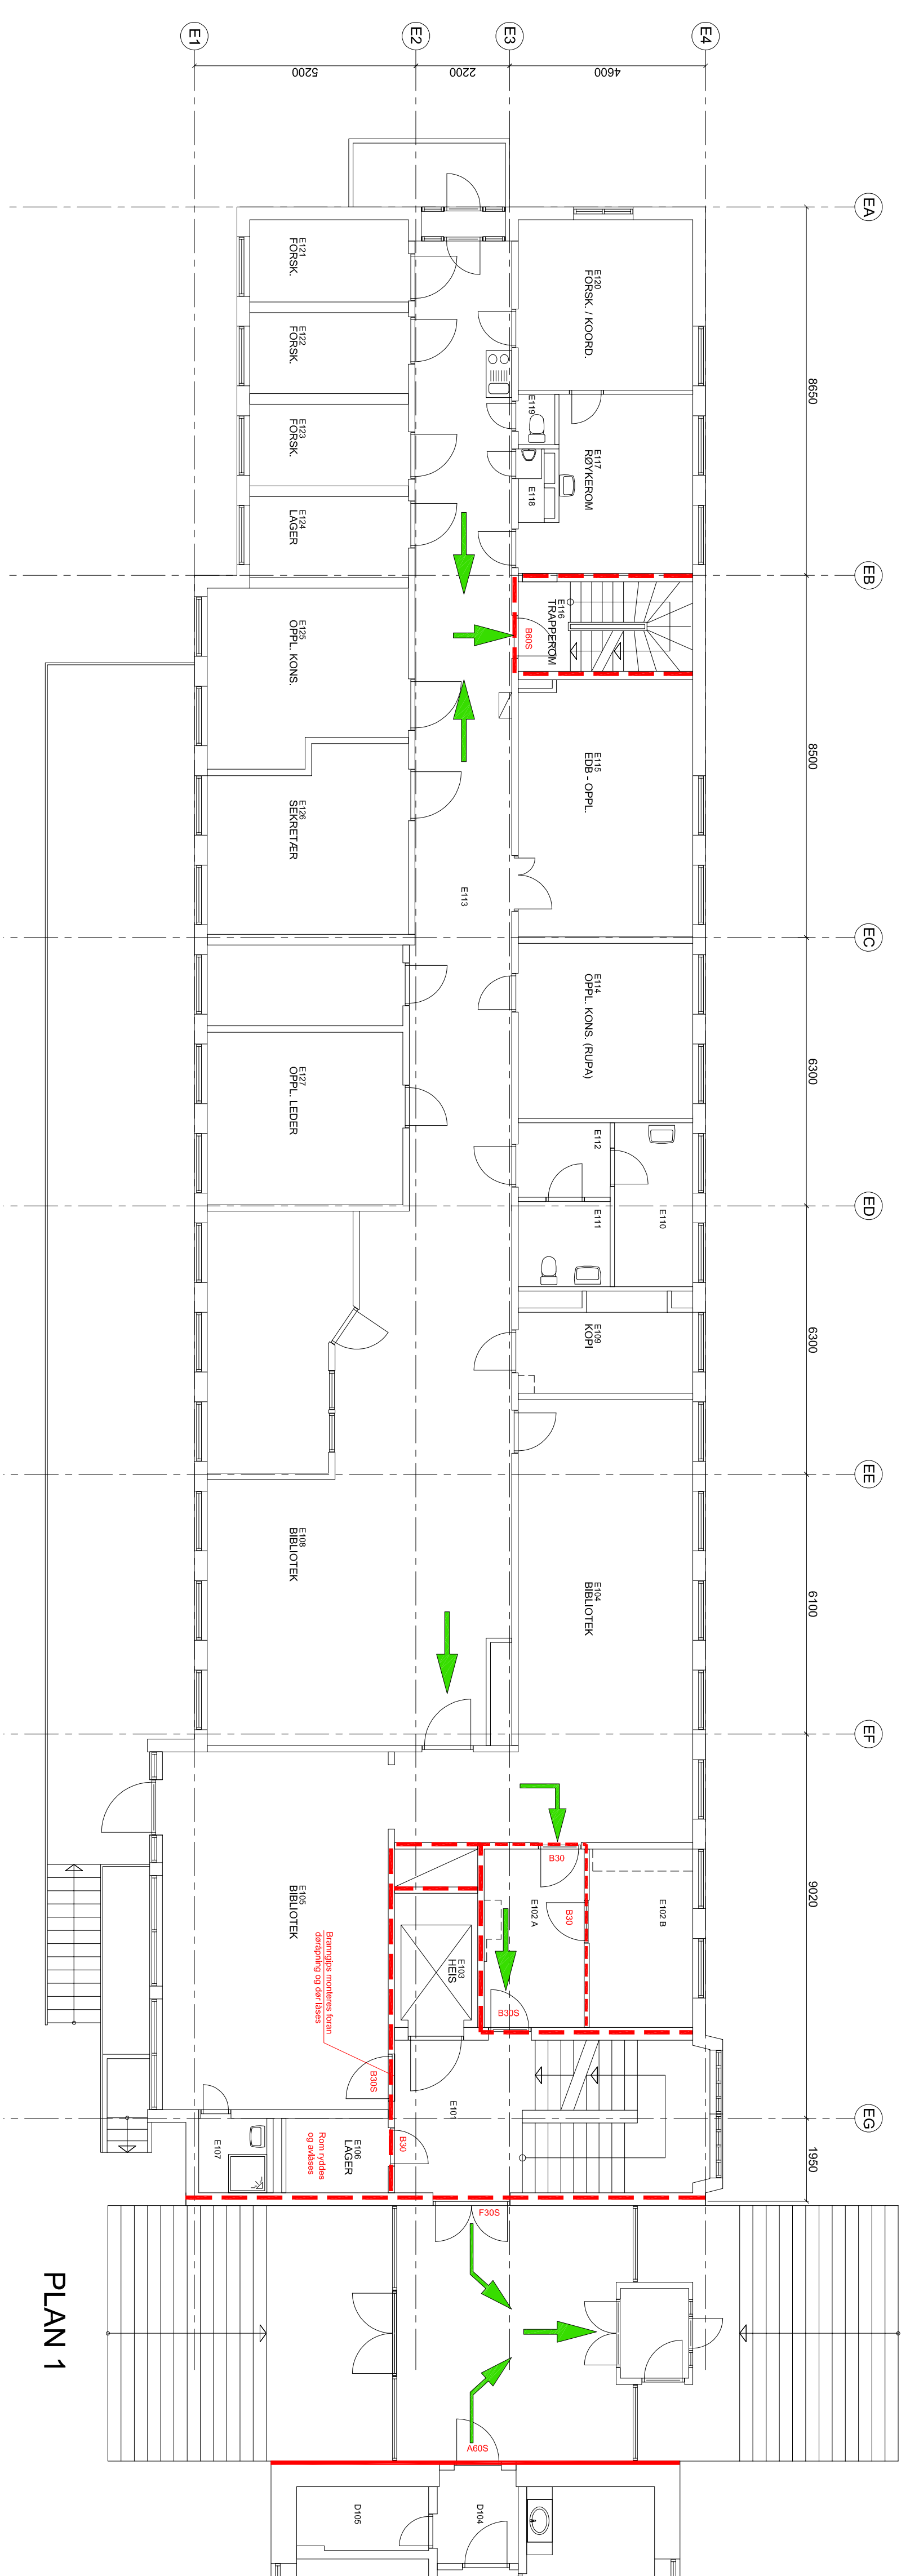 E1
E2
E3
E4
5200
2200
4600
EA
EB
EC
ED
EE
EF
EG
8650
8500
6300
6300
6100
9020
1950
E121
FORSK.
E122
FORSK.
E123
FORSK.
E124
LAGER
E125
OPPL. KONS.
E126
SEKRETÆR
E127
OPPL. LEDER
E108
BIBLIOTEK
E105
BIBLIOTEK
Branngips monteres foran
døråpning og dør låses
E106
LAGER
Rom ryddes
og avlåses
E107
E120
FORSK. / KOORD.
E119
E118
E117
RØYKEROM
E116
TRAPPEROM
B60S
E115
EDB - OPPL.
E113
E114
OPPL. KONS. (RUPA)
E112
E111
E110
E109
KOPI
E104
BIBLIOTEK
E102 A
E102 B
B30
B30
B30S
E103
HEIS
E101
B30S
B30
F30S
A60S
D104
D105
PLAN 1